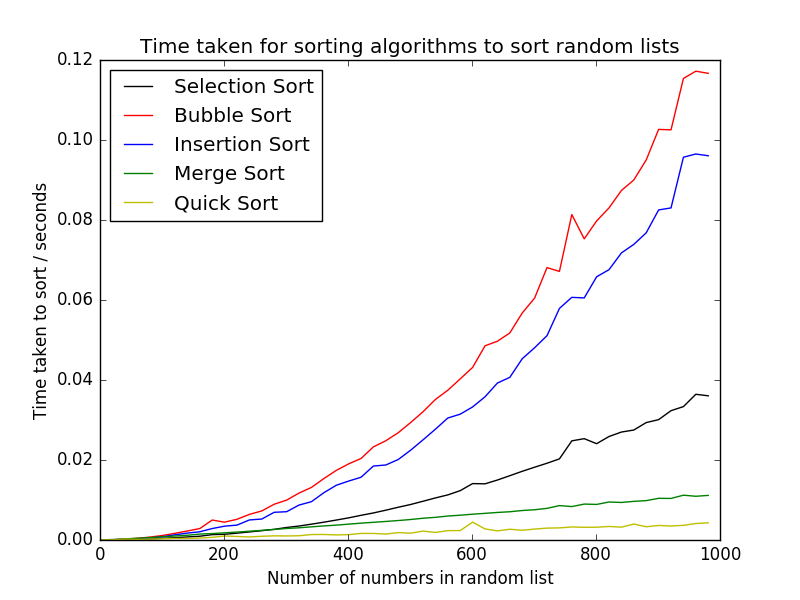 Time taken for sorting algorithms to sort random lists
0.12
0.10
0.08
0.06
0.04
0.02
0.00
Time taken to sort / seconds
Selection Sort
Bubble Sort
Insertion Sort
Merge Sort
Quick Sort
0 200 400 600 800 1000
Number of numbers in random list